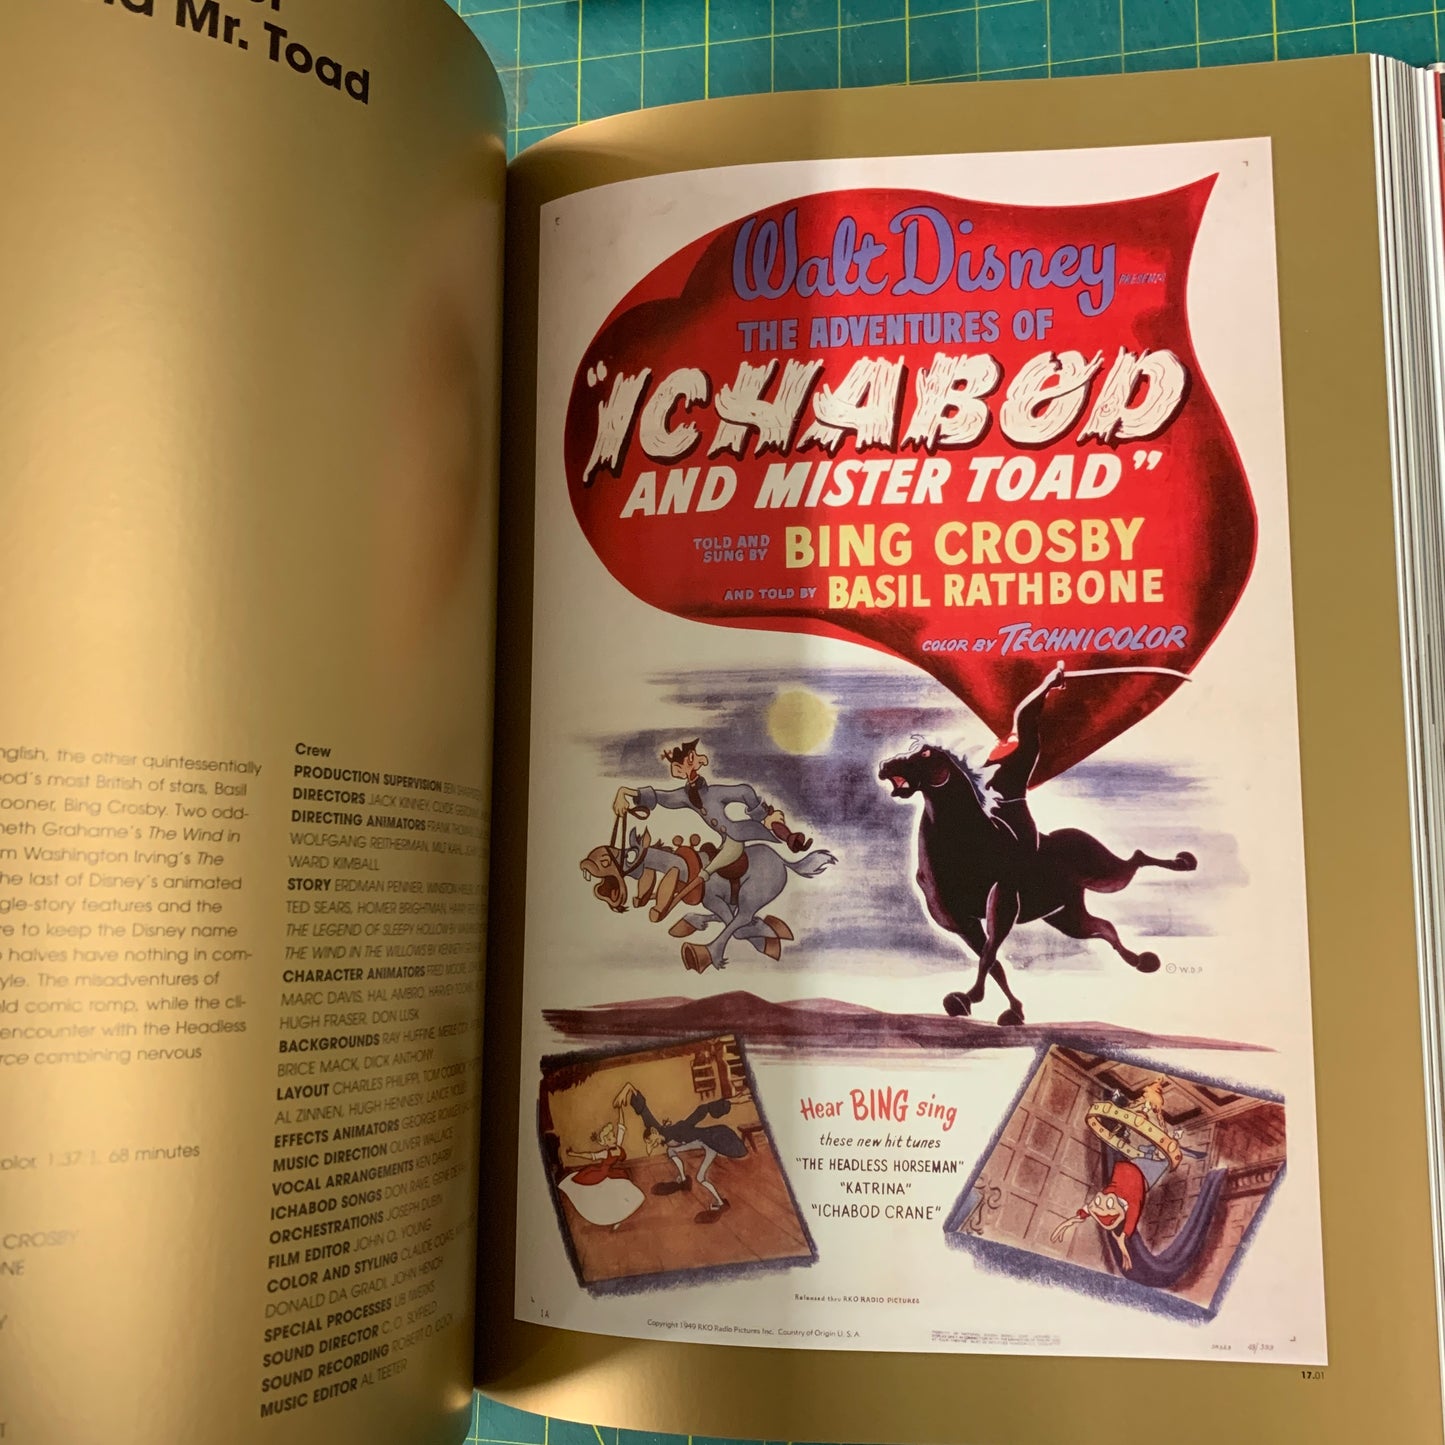 Mr. Toad
nglish, the other quintessentially
ood's most British of stars, Basil
ooner, Bing Crosby. Two odd-
neth Grahame's The Wind in
m Washington Irving's The
he last of Disney's animated
gle-story features and the
re to keep the Disney name
halves have nothing in com-
yle. The misadventures of
ld comic romp, while the cli-
encounter with the Headless
rce combining nervous
olor, 1:37:1, 68 minutes
CROSBY
Crew
PRODUCTION SUPERVISION BEN
DIRECTORS JACK KINNEY, CLYDE
DIRECTING ANIMATORS FRANK
WOLFGANG REITHERMAN, MILT KAHL,
WARD KIMBALL
STORY ERDMAN PENNER, WINSTON
TED SEARS, HOMER BRIGHTMAN, HARRY
THE LEGEND OF SLEEPY HOLLOW BY
THE WIND IN THE WILLOWS BY KENNETH
CHARACTER ANIMATORS FRED MOORE,
MARC DAVIS, HAL AMBRO, HARVEY
HUGH FRASER, DON LUSK
BACKGROUNDS RAY HUFFINE, MERLE
BRICE MACK, DICK ANTHONY
LAYOUT CHARLES PHILIPPI, TOM
AL ZINNEN, HUGH HENNESY, LANCE
EFFECTS ANIMATORS GEORGE ROWLEY
MUSIC DIRECTION OLIVER WALLACE
VOCAL ARRANGEMENTS KEN DARBY
ICHABOD SONGS DON RAYE, GENE
ORCHESTRATIONS JOSEPH DUBIN
FILM EDITOR JOHN O. YOUNG
COLOR AND STYLING CLAUDE COATS,
DONALD DA GRADI, JOHN HENCH
SPECIAL PROCESSES UB IWERKS
SOUND DIRECTOR C. O. SLYFIELD
SOUND RECORDING ROBERT O. COOK
MUSIC EDITOR AL TEETER
Walt Disney
PRESENTS
THE ADVENTURES OF
"ICHABOD
AND MISTER TOAD"
TOLD AND
SUNG BY BING CROSBY
AND TOLD BY BASIL RATHBONE
COLOR BY TECHNICOLOR
© W.D.P.
Hear BING sing
these new hit tunes
"THE HEADLESS HORSEMAN"
"KATRINA"
"ICHABOD CRANE"
Released thru RKO RADIO PICTURES
1A
Copyright 1949 RKO Radio Pictures Inc. Country of Origin U. S. A
17.01